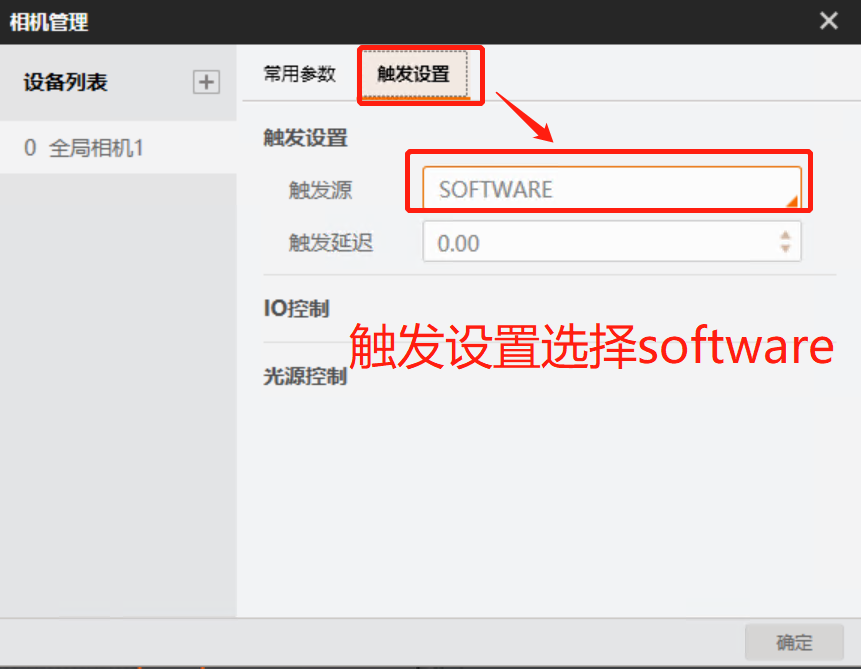 相机管理
设备列表
常用参数 触发设置
0 全局相机1
触发设置
触发源 SOFTWARE
触发延迟 0.00
IO控制
触发设置选择software
光源控制
确定